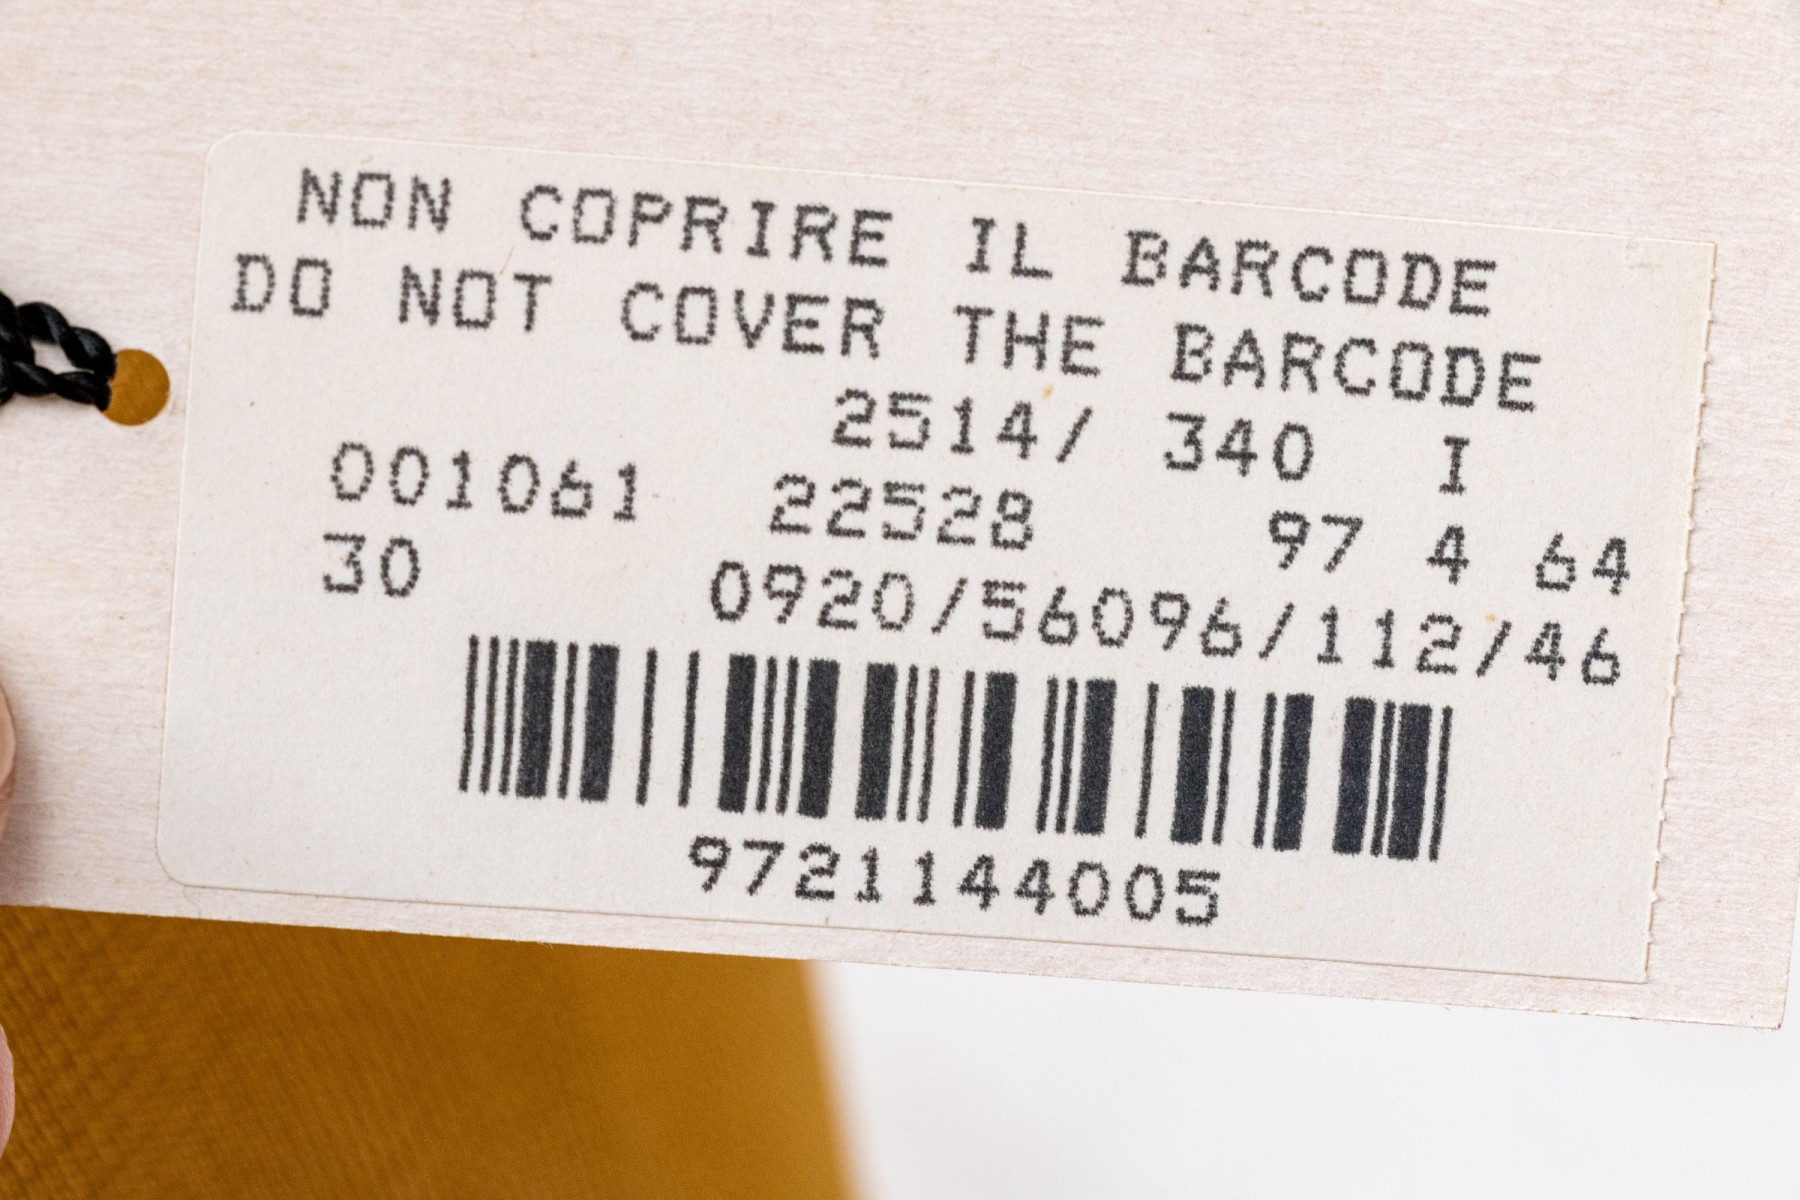 NON COPRIRE IL BARCODE
DO NOT COVER THE BARCODE
2514/ 340 I
001061 22528 97 4 64
30 0920/56096/112/46
9721144005